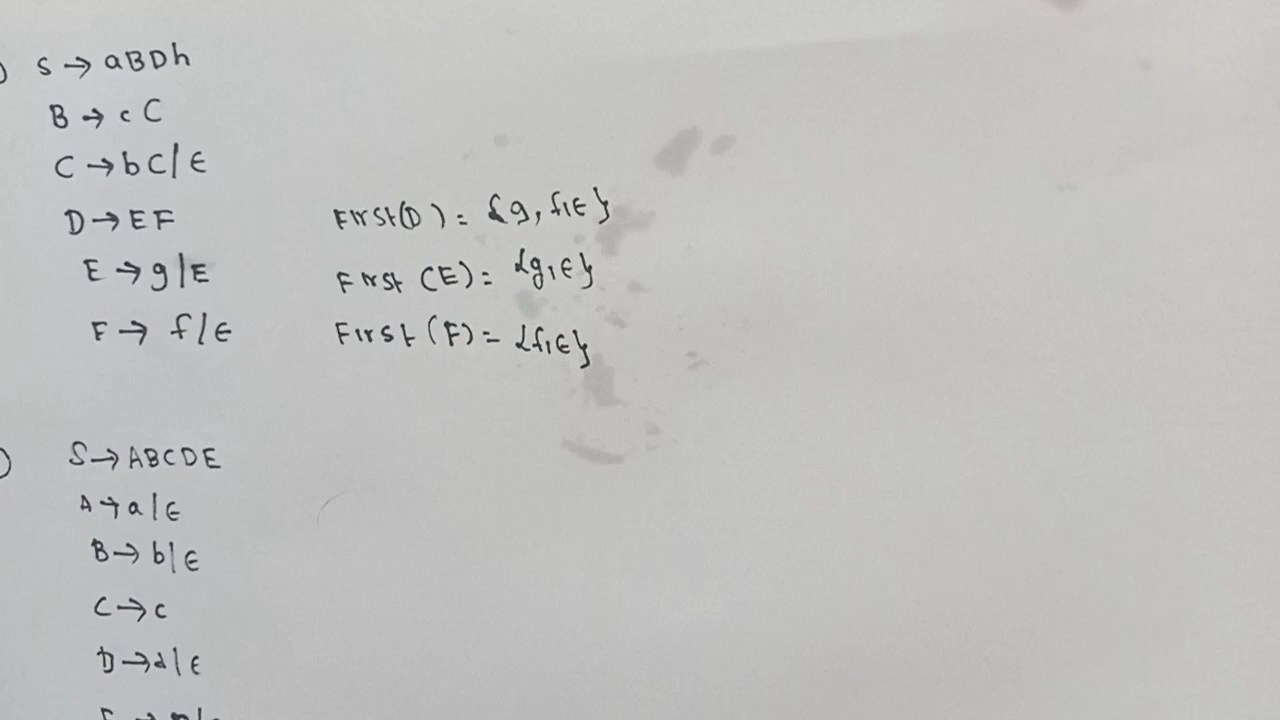 )
S → aBDh
B → cC
C → bC/∈
D → EF First(D) = {g, f,∈}
E → g/E First (E) = {g,∈}
F → f/∈ First (F) = {f,∈}
)
S → ABCDE
A → a/∈
B → b/∈
C → c
D → d/∈